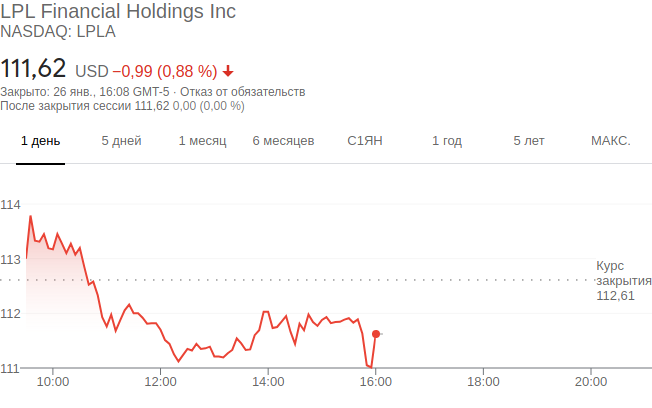 LPL Financial Holdings Inc
NASDAQ: LPLA
111,62 USD −0,99 (0,88 %)
Закрыто: 26 янв., 16:08 GMT-5 · Отказ от обязательств
После закрытия сессии 111,62 0,00 (0,00 %)
1 день 5 дней 1 месяц 6 месяцев С1ЯН 1 год 5 лет МАКС.
114
113
Курс
закрытия
112,61
112
111
10:00 12:00 14:00 16:00 18:00 20:00